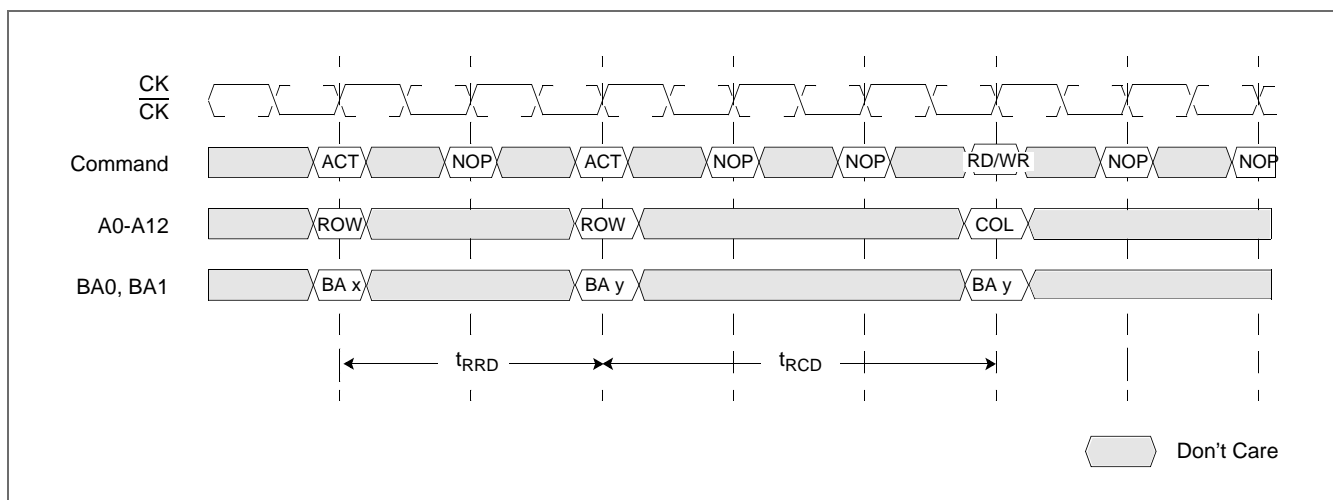 CK
CK
Command ACT NOP ACT NOP NOP RD/WR NOP NOP
A0-A12 ROW ROW COL
BA0, BA1 BA x BA y BA y
tRRD tRCD
Don't Care